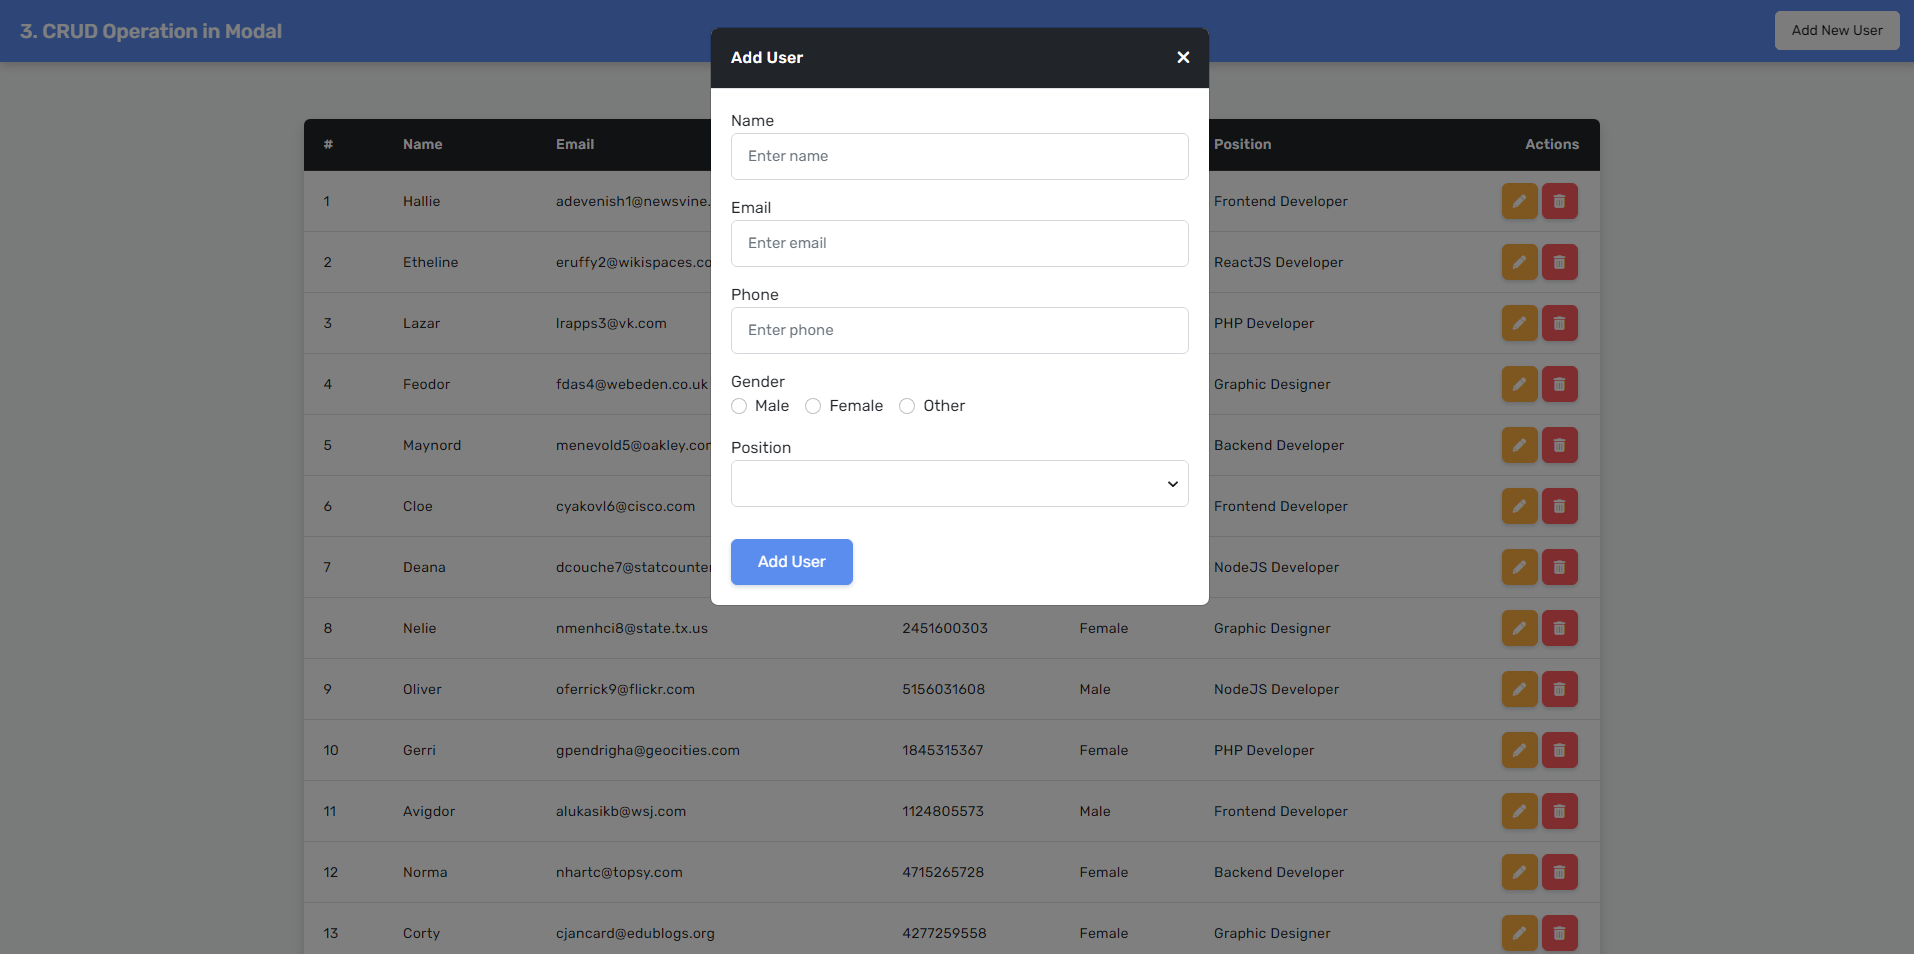 3. CRUD Operation in Modal
Add New User
Add User
Name
Enter name
Email
Enter email
Phone
Enter phone
Gender
Male Female Other
Position
Add User
# Name Email Position Actions
1 Hallie adevenish1@newsvine. Frontend Developer
2 Etheline eruffy2@wikispaces.co ReactJS Developer
3 Lazar lrapps3@vk.com PHP Developer
4 Feodor fdas4@webeden.co.uk Graphic Designer
5 Maynord menevold5@oakley.con Backend Developer
6 Cloe cyakovl6@cisco.com Frontend Developer
7 Deana dcouche7@statcounter NodeJS Developer
8 Nelie nmenhci8@state.tx.us 2451600303 Female Graphic Designer
9 Oliver oferrick9@flickr.com 5156031608 Male NodeJS Developer
10 Gerri gpendrigha@geocities.com 1845315367 Female PHP Developer
11 Avigdor alukasikb@wsj.com 1124805573 Male Frontend Developer
12 Norma nhartc@topsy.com 4715265728 Female Backend Developer
13 Corty cjancard@edublogs.org 4277259558 Female Graphic Designer